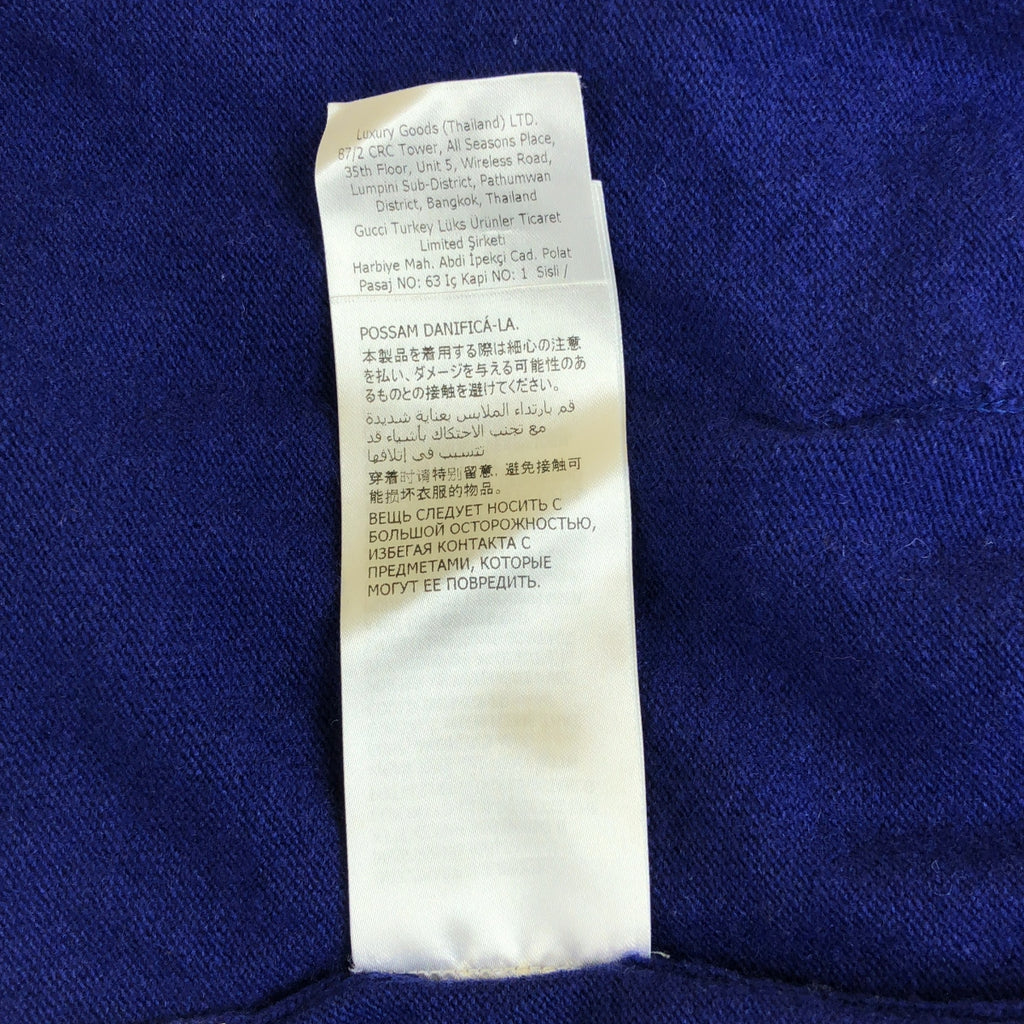 Luxury Goods (Thailand) LTD.
87/2 CRC Tower, All Seasons Place,
35th Floor, Unit 5, Wireless Road,
Lumpini Sub-District, Pathumwan
District, Bangkok, Thailand
Gucci Turkey Lüks Ürünler Ticaret
Limited Şirketi
Harbiye Mah. Abdi İpekçi Cad. Polat
Pasaj NO: 63 Iç Kapi NO: 1 Sisli /
POSSAM DANIFICÁ-LA.
本製品を着用する際は細心の注意
を払い、ダメージを与える可能性のあ
るものとの接触を避けてください。
قم بارتداء الملابس بعناية شديدة
مع تجنب الاحتكاك بأشياء قد
تتسبب في إتلافها
穿着时请特别留意，避免接触可
能损坏衣服的物品。
ВЕЩЬ СЛЕДУЕТ НОСИТЬ С
БОЛЬШОЙ ОСТОРОЖНОСТЬЮ,
ИЗБЕГАЯ КОНТАКТА С
ПРЕДМЕТАМИ, КОТОРЫЕ
МОГУТ ЕЕ ПОВРЕДИТЬ.